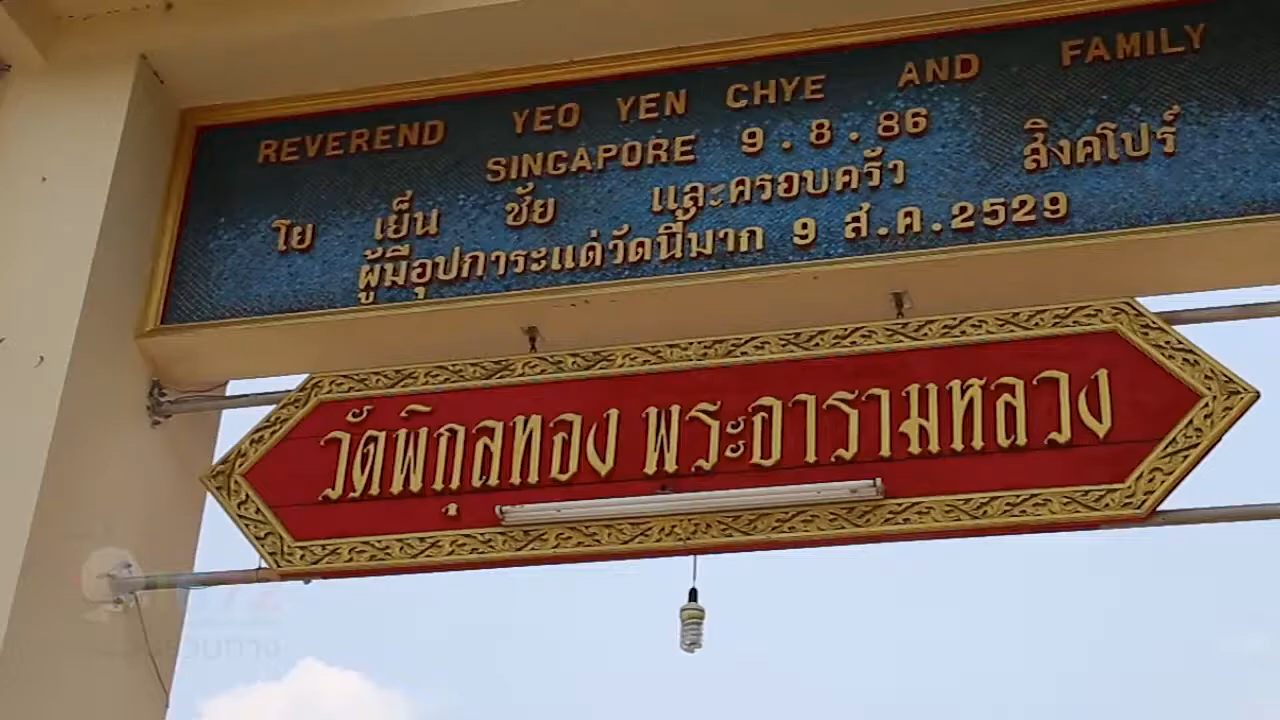 REVEREND YEO YEN CHYE AND FAMILY
SINGAPORE 9.8.86
โย เย็น ชัย และครอบครัว สิงคโปร์
ผู้มีอุปการะแด่วัดนี้มาก 9 ส.ค.2529
วัดพิกุลทอง พระอารามหลวง